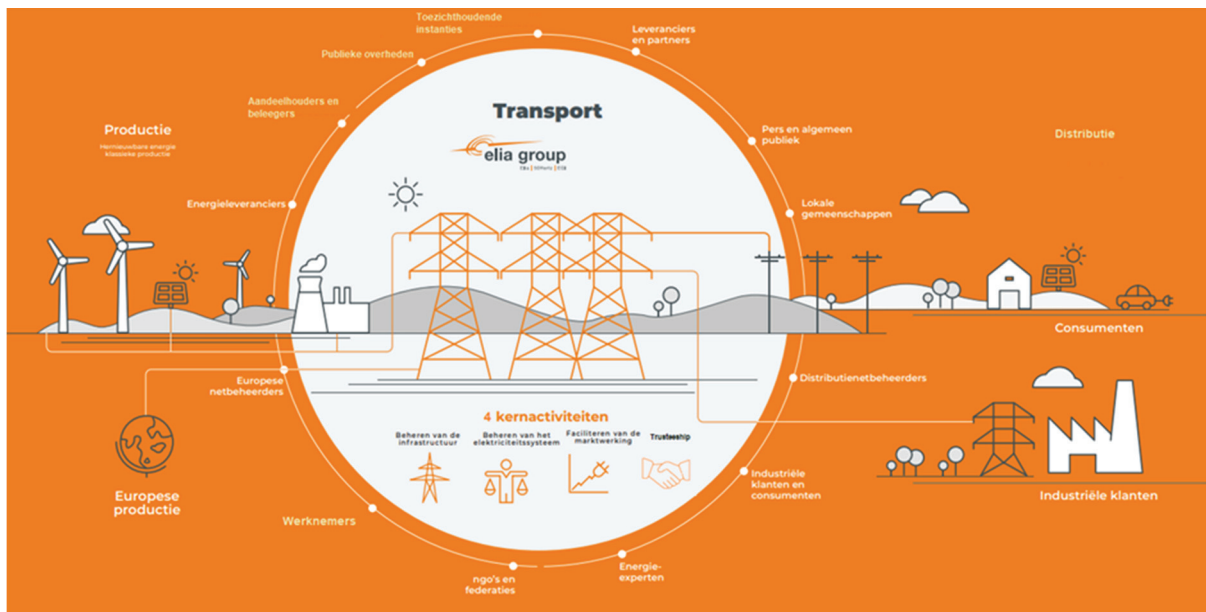 Toezichthoudende
instanties
Leveranciers
en partners
Publieke overheden
Aandeelhouders en
beleegers
Transport
elia group
Productie
Hernieuwbare energie
klassieke productie
Pers en algemeen
publiek
Distributie
Energieleveranciers
Lokale
gemeenschappen
Consumenten
Europese
netbeheerders
Distributienetbeheerders
4 kernactiviteiten
Beheren van de
infrastructuur
Beheren van het
elektriciteitssysteem
Faciliteren van de
marktwerking
Trusteeship
Europese
productie
Industriële
klanten en
consumenten
Industriële klanten
Werknemers
Energie-
experten
ngo's en
federaties